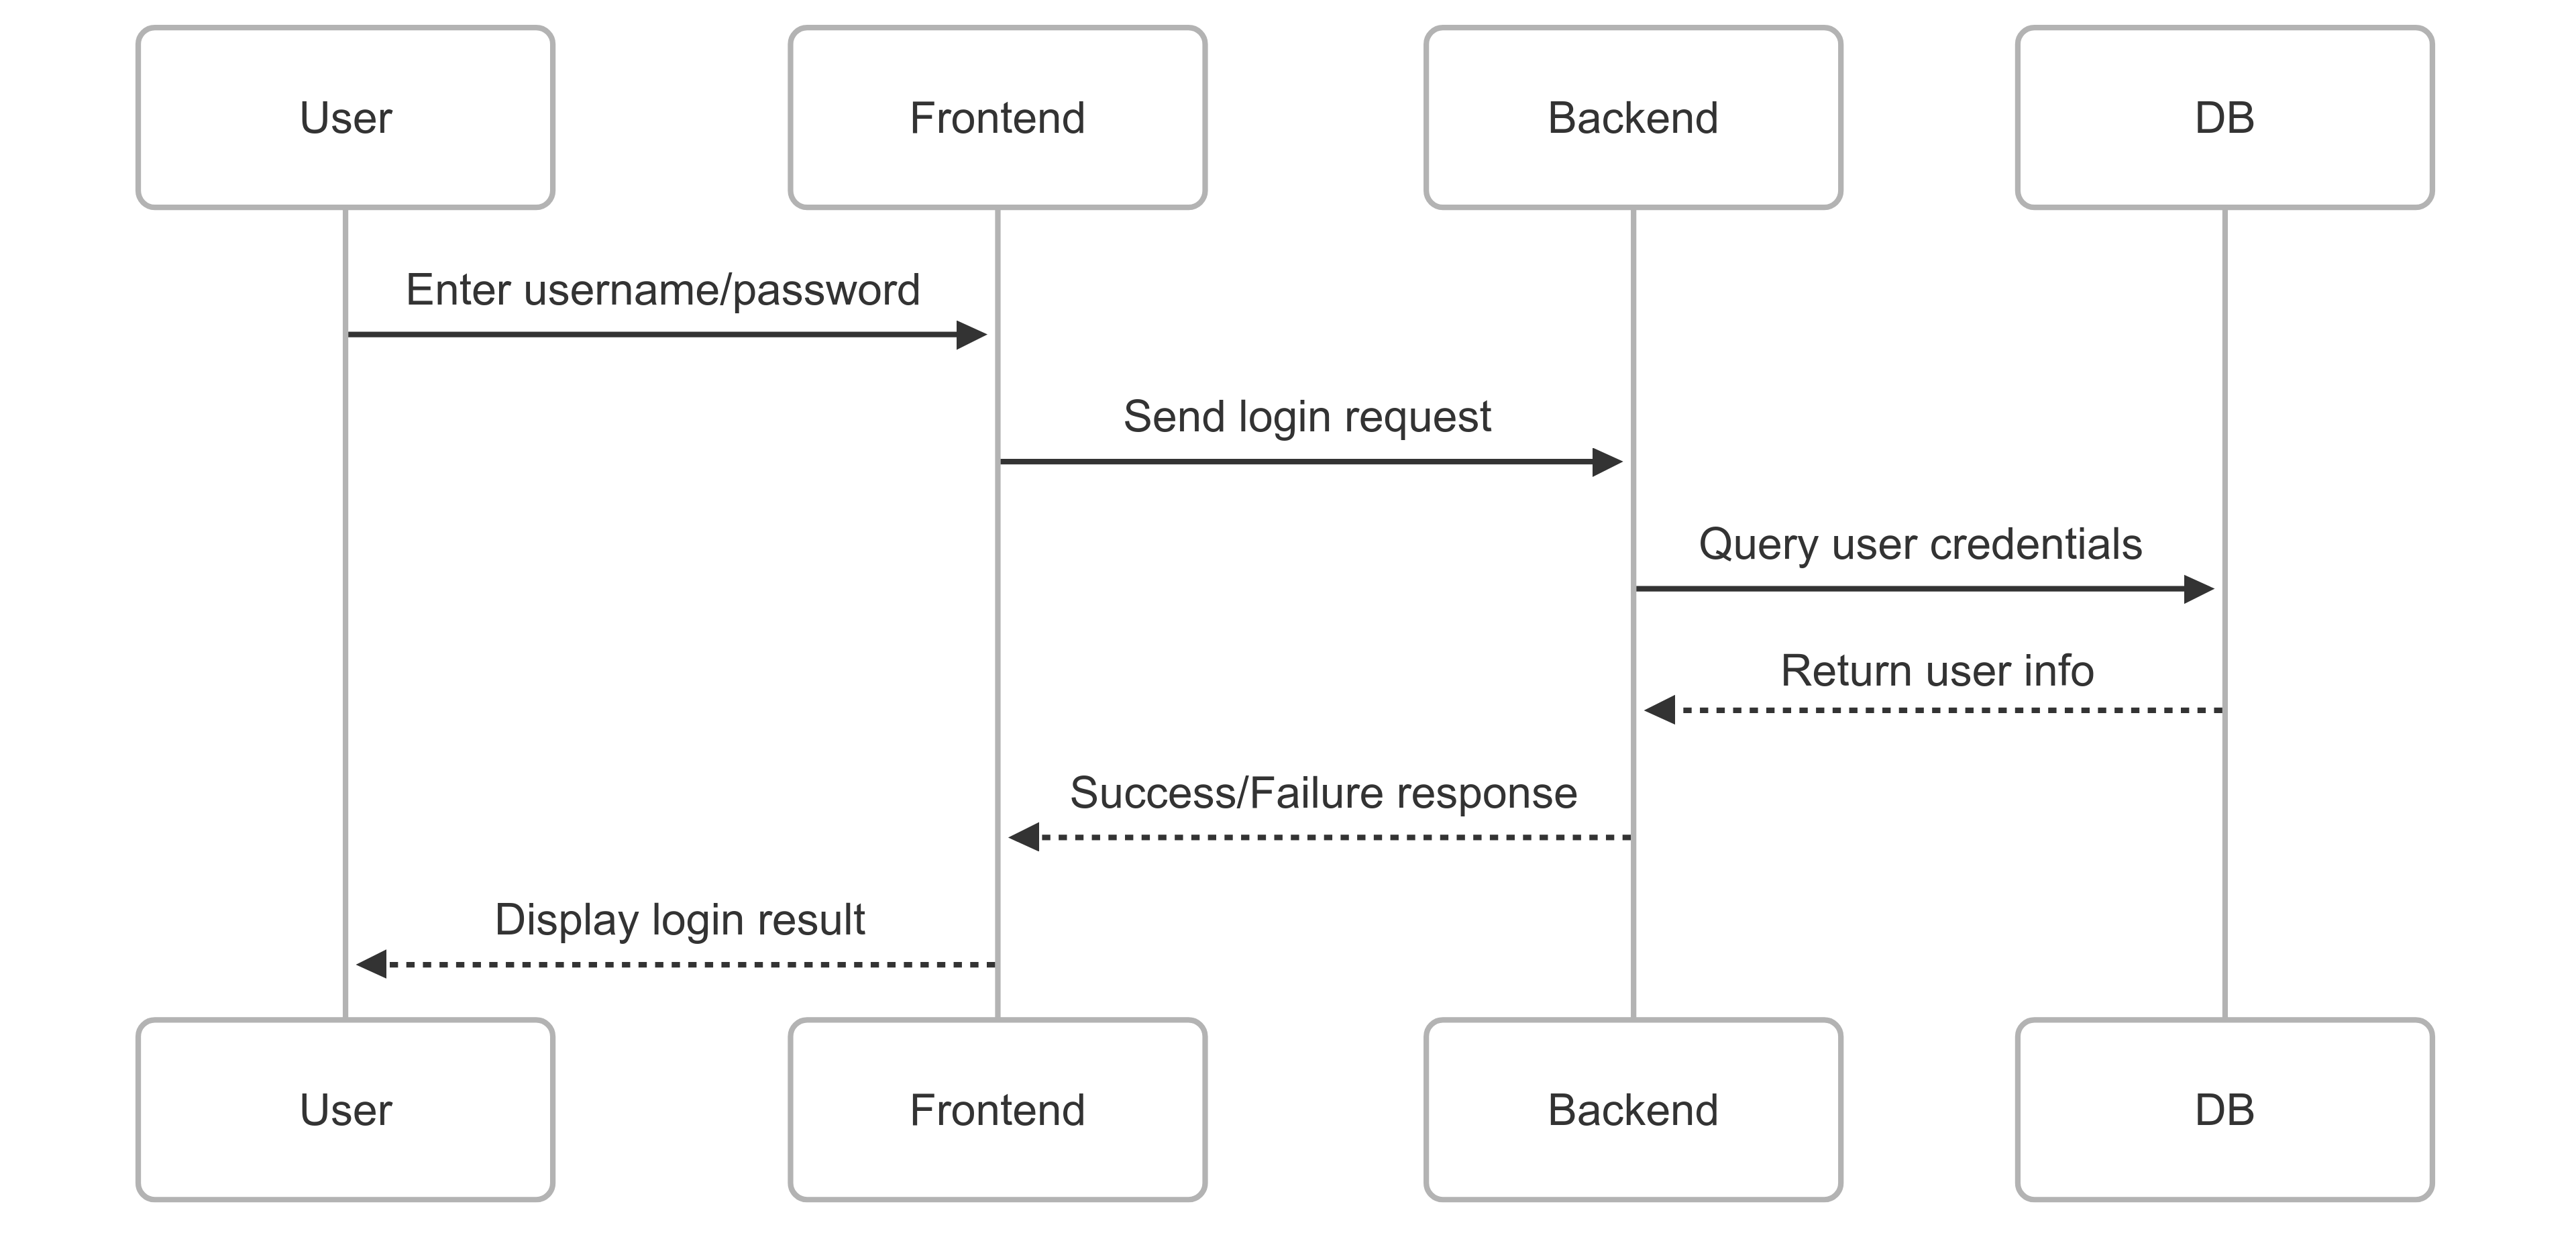 User
Frontend
Backend
DB
Enter username/password
Send login request
Query user credentials
Return user info
Success/Failure response
Display login result
User
Frontend
Backend
DB